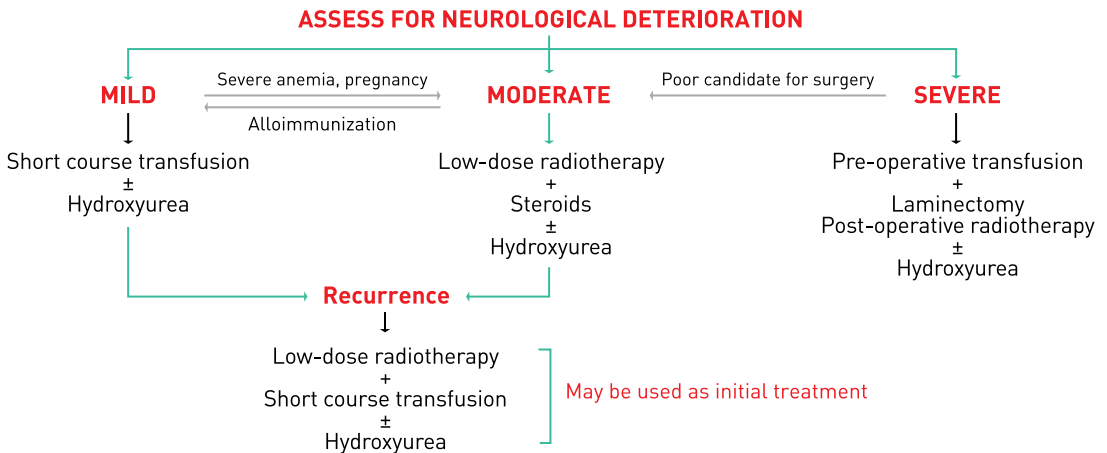 ASSESS FOR NEUROLOGICAL DETERIORATION
MILD
Severe anemia, pregnancy
Alloimmunization
MODERATE
Poor candidate for surgery
SEVERE
Short course transfusion
±
Hydroxyurea
Low-dose radiotherapy
+
Steroids
±
Hydroxyurea
Pre-operative transfusion
+
Laminectomy
Post-operative radiotherapy
±
Hydroxyurea
Recurrence
Low-dose radiotherapy
+
Short course transfusion
±
Hydroxyurea
May be used as initial treatment